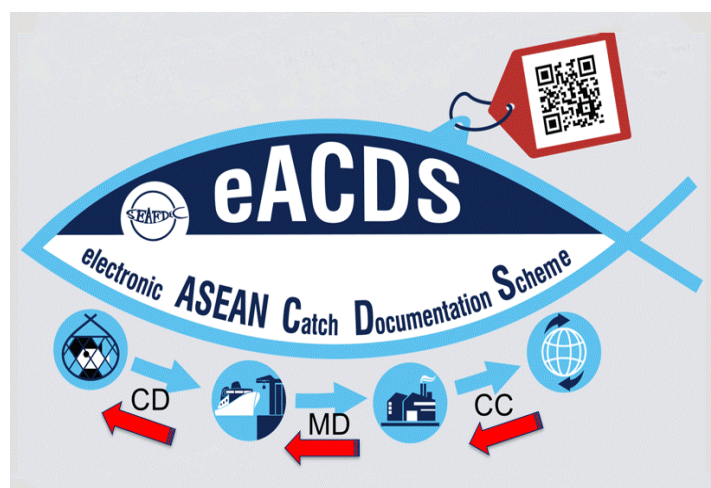 eACDS
SEAFDEC
electronic ASEAN Catch Documentation Scheme
CD
MD
CC